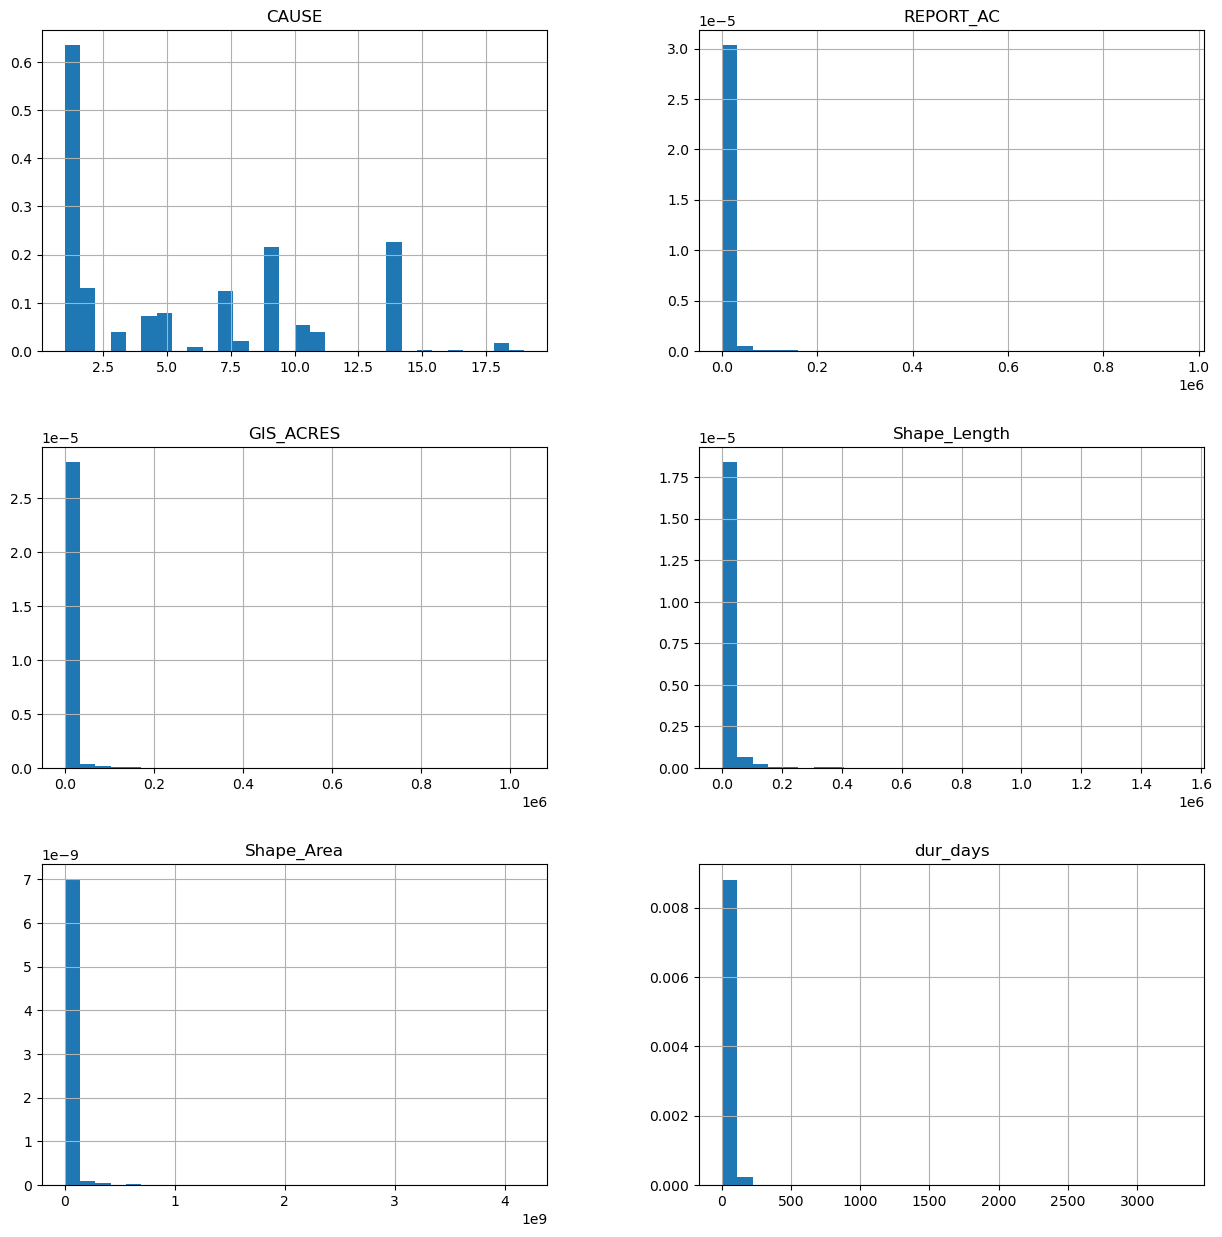 CAUSE
0.6
0.5
0.4
0.3
0.2
0.1
0.0
2.5 5.0 7.5 10.0 12.5 15.0 17.5
REPORT_AC
1e−5
3.0
2.5
2.0
1.5
1.0
0.5
0.0
0.0 0.2 0.4 0.6 0.8 1.0
1e6
GIS_ACRES
1e−5
2.5
2.0
1.5
1.0
0.5
0.0
0.0 0.2 0.4 0.6 0.8 1.0
1e6
Shape_Length
1e−5
1.75
1.50
1.25
1.00
0.75
0.50
0.25
0.00
0.0 0.2 0.4 0.6 0.8 1.0 1.2 1.4 1.6
1e6
Shape_Area
1e−9
7
6
5
4
3
2
1
0
0 1 2 3 4
1e9
dur_days
0.008
0.006
0.004
0.002
0.000
0 500 1000 1500 2000 2500 3000